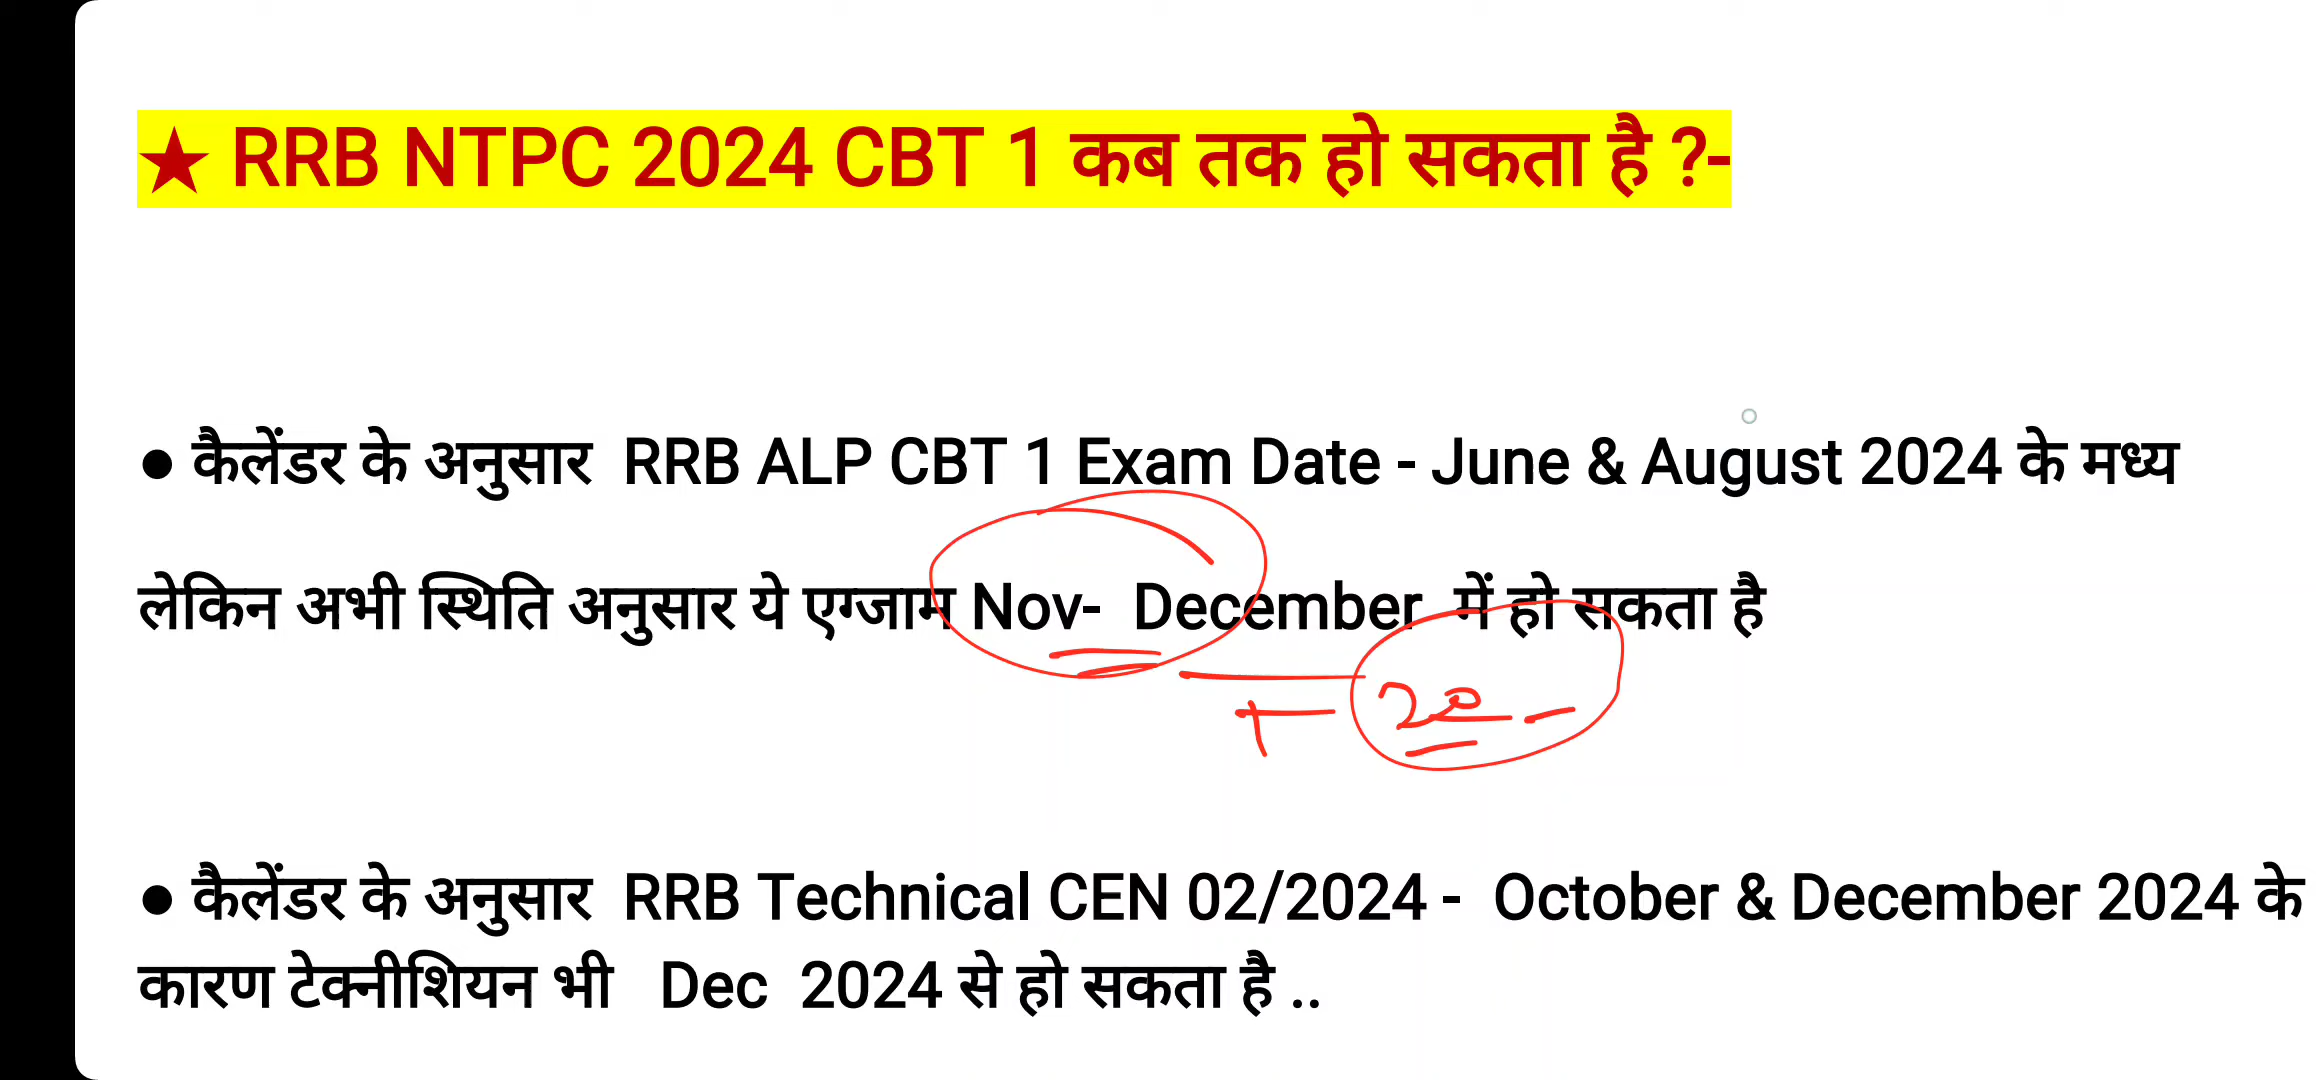 ★ RRB NTPC 2024 CBT 1 कब तक हो सकता है ?-
● कैलेंडर के अनुसार RRB ALP CBT 1 Exam Date - June & August 2024 के मध्य
लेकिन अभी स्थिति अनुसार ये एग्जाम Nov- December में हो सकता है
● कैलेंडर के अनुसार RRB Technical CEN 02/2024 - October & December 2024 के
कारण टेक्नीशियन भी Dec 2024 से हो सकता है ..